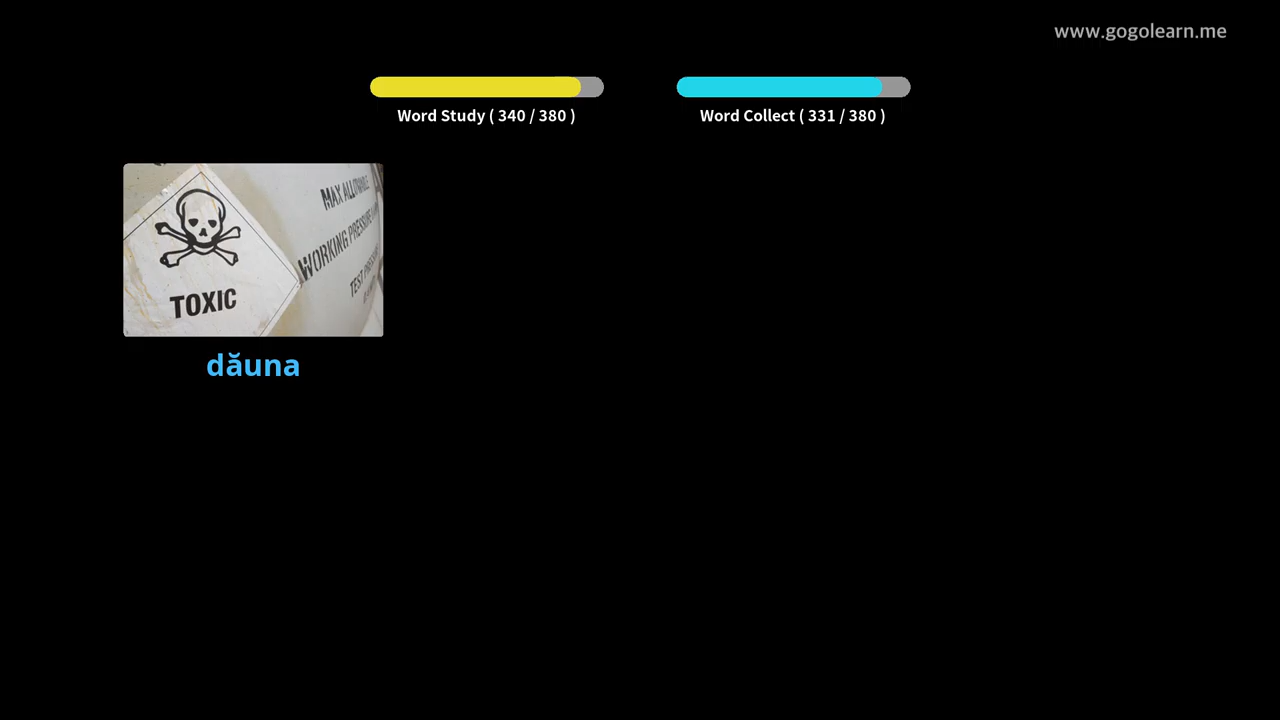 www.gogolearn.me
Word Study ( 340 / 380 )
Word Collect ( 331 / 380 )
MAX ALLOWABLE
WORKING PRESSURE
TEST
TOXIC
dăuna